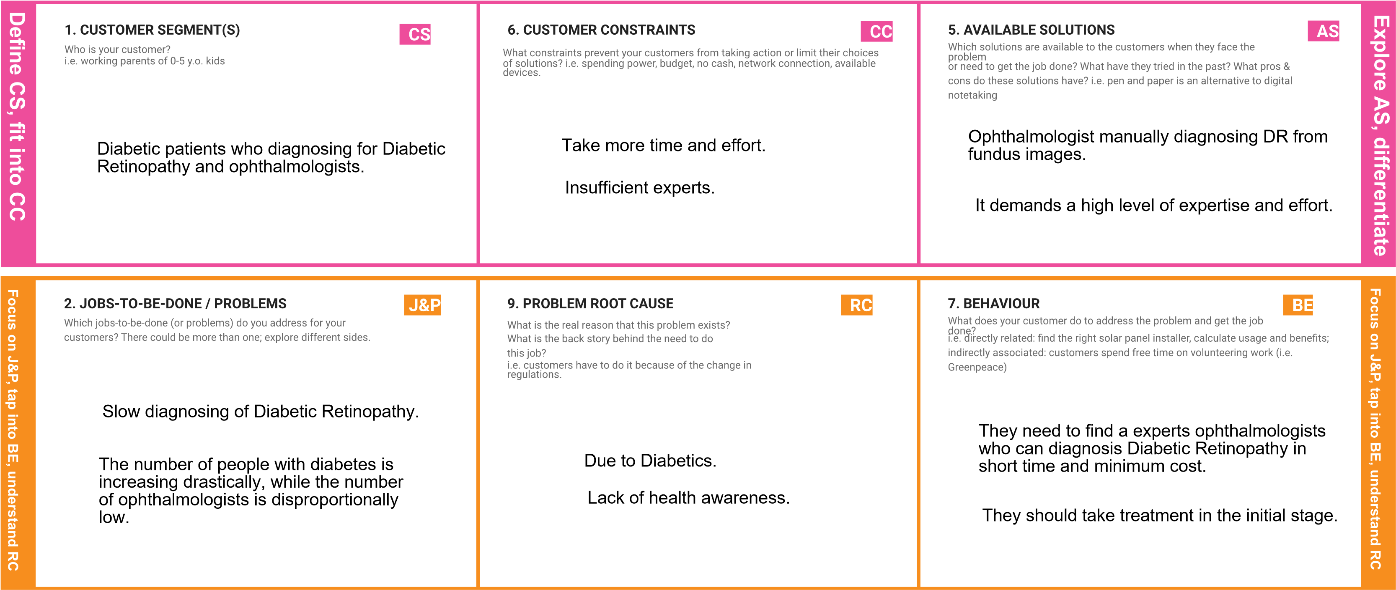 Define CS, fit into CC
1. CUSTOMER SEGMENT(S)
CS
Who is your customer?
i.e. working parents of 0-5 y.o. kids
Diabetic patients who diagnosing for Diabetic
Retinopathy and ophthalmologists.
6. CUSTOMER CONSTRAINTS
CC
What constraints prevent your customers from taking action or limit their choices
of solutions? i.e. spending power, budget, no cash, network connection, available
devices.
Take more time and effort.
Insufficient experts.
5. AVAILABLE SOLUTIONS
AS
Which solutions are available to the customers when they face the
problem
or need to get the job done? What have they tried in the past? What pros &
cons do these solutions have? i.e. pen and paper is an alternative to digital
notetaking
Ophthalmologist manually diagnosing DR from
fundus images.
It demands a high level of expertise and effort.
Explore AS, differentiate
Focus on J&P, tap into BE, understand RC
2. JOBS-TO-BE-DONE / PROBLEMS
J&P
Which jobs-to-be-done (or problems) do you address for your
customers? There could be more than one; explore different sides.
Slow diagnosing of Diabetic Retinopathy.
The number of people with diabetes is
increasing drastically, while the number
of ophthalmologists is disproportionally
low.
9. PROBLEM ROOT CAUSE
RC
What is the real reason that this problem exists?
What is the back story behind the need to do
this job?
i.e. customers have to do it because of the change in
regulations.
Due to Diabetics.
Lack of health awareness.
7. BEHAVIOUR
BE
What does your customer do to address the problem and get the job
done?
i.e. directly related: find the right solar panel installer, calculate usage and benefits;
indirectly associated: customers spend free time on volunteering work (i.e.
Greenpeace)
They need to find a experts ophthalmologists
who can diagnosis Diabetic Retinopathy in
short time and minimum cost.
They should take treatment in the initial stage.
Focus on J&P, tap into BE, understand RC